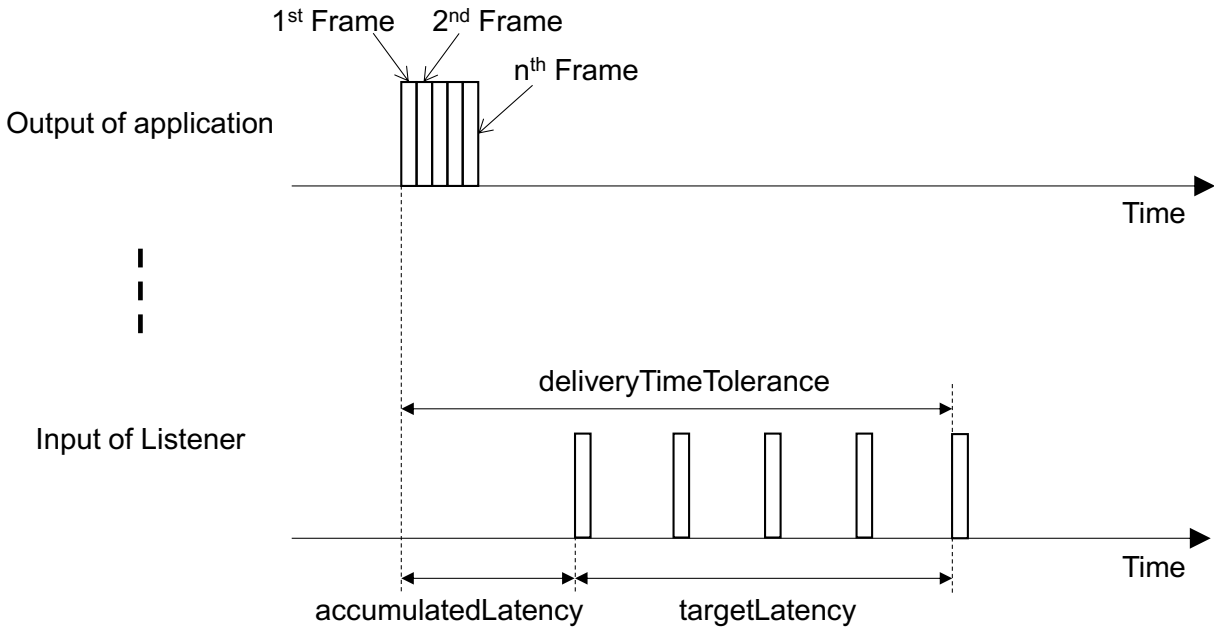 1st Frame
2nd Frame
nth Frame
Output of application
Time
deliveryTimeTolerance
Input of Listener
Time
accumulatedLatency
targetLatency